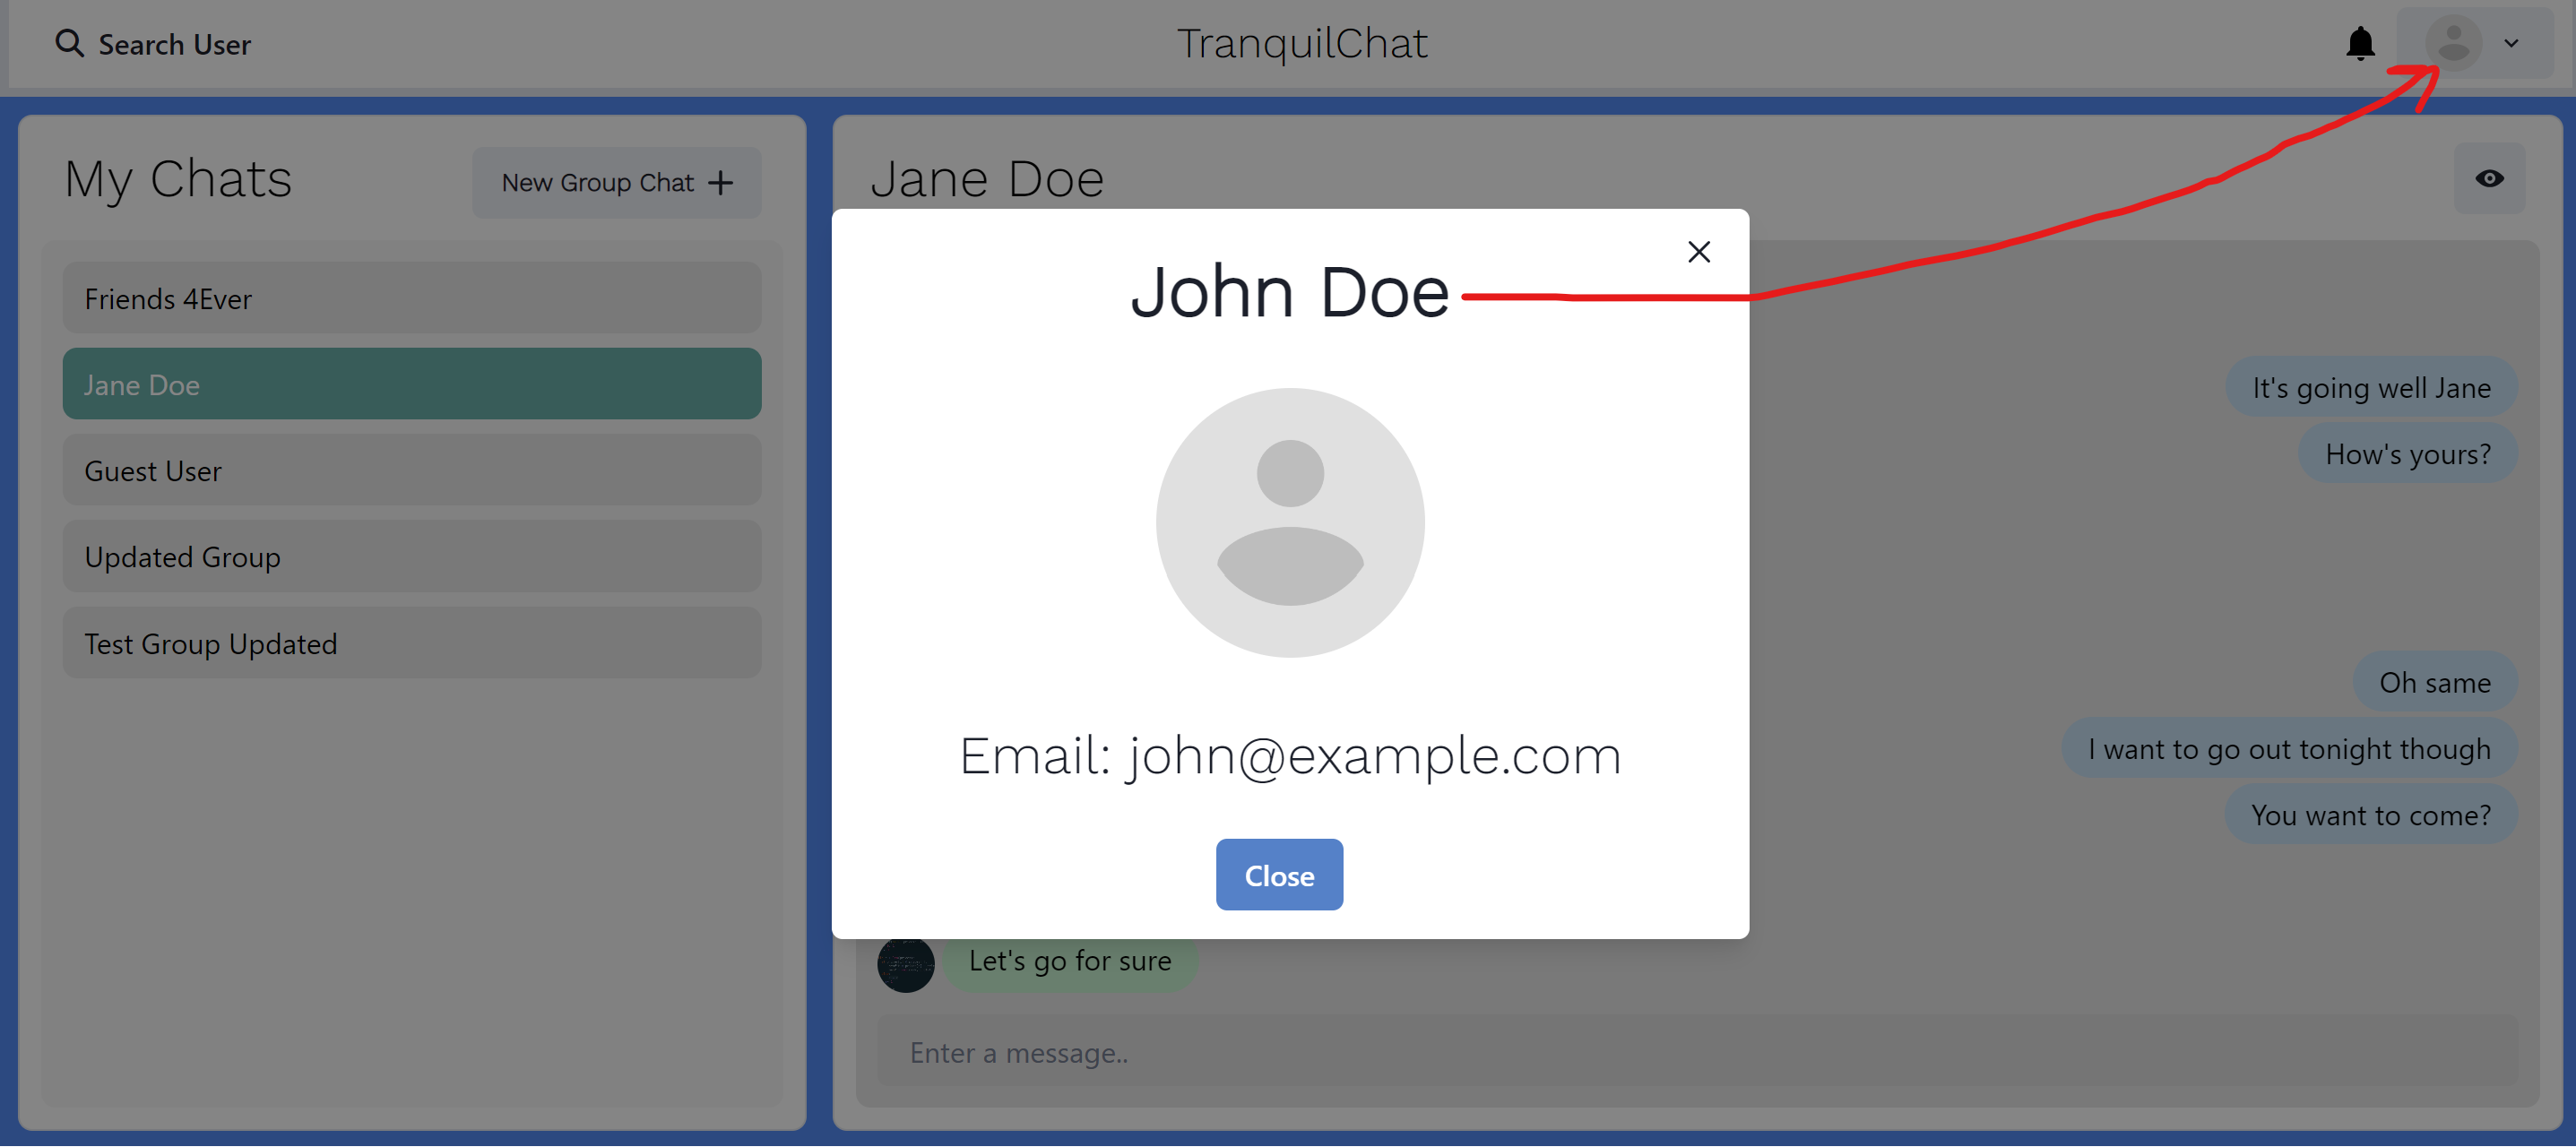 Search User
TranquilChat
My Chats
New Group Chat
Friends 4Ever
Jane Doe
Guest User
Updated Group
Test Group Updated
Jane Doe
John Doe
Email: john@example.com
Close
It's going well Jane
How's yours?
Oh same
I want to go out tonight though
You want to come?
Let's go for sure
Enter a message..